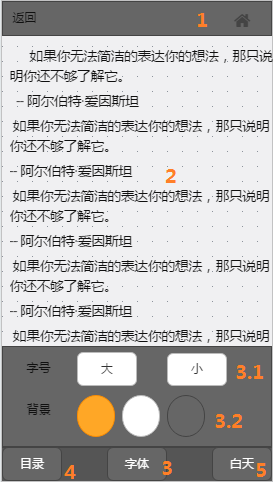 返回 1
如果你无法简洁的表达你的想法，那只说
明你还不够了解它。
-- 阿尔伯特·爱因斯坦
如果你无法简洁的表达你的想法，那只说明
你还不够了解它。
-- 阿尔伯特·爱因斯坦 2
如果你无法简洁的表达你的想法，那只说明
你还不够了解它。
-- 阿尔伯特·爱因斯坦
如果你无法简洁的表达你的想法，那只说明
你还不够了解它。
-- 阿尔伯特·爱因斯坦
如果你无法简洁的表达你的想法，那只说明
字号 大 小 3.1
背景 3.2
目录 4 字体 3 白天 5